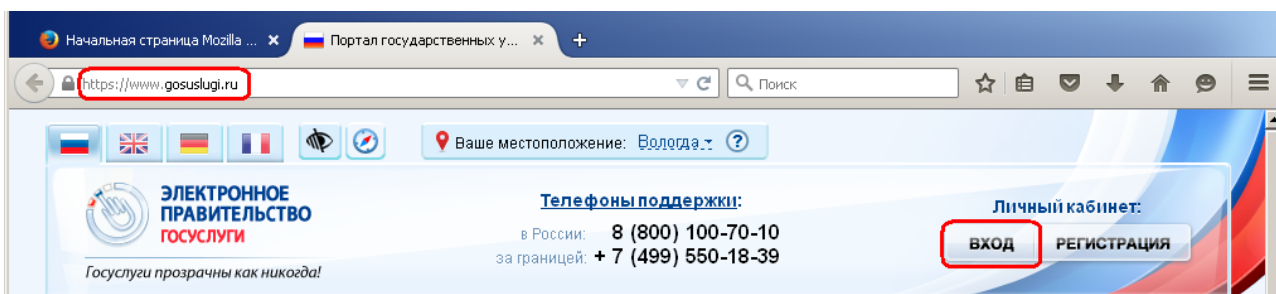 Начальная страница Mozilla ...
Портал государственных у...
https://www.gosuslugi.ru
Поиск
Ваше местоположение: Вологда
?
ЭЛЕКТРОННОЕ
ПРАВИТЕЛЬСТВО
ГОСУСЛУГИ
Госуслуги прозрачны как никогда!
Телефоны поддержки:
в России: 8 (800) 100-70-10
за границей: + 7 (499) 550-18-39
Личный кабинет:
ВХОД РЕГИСТРАЦИЯ